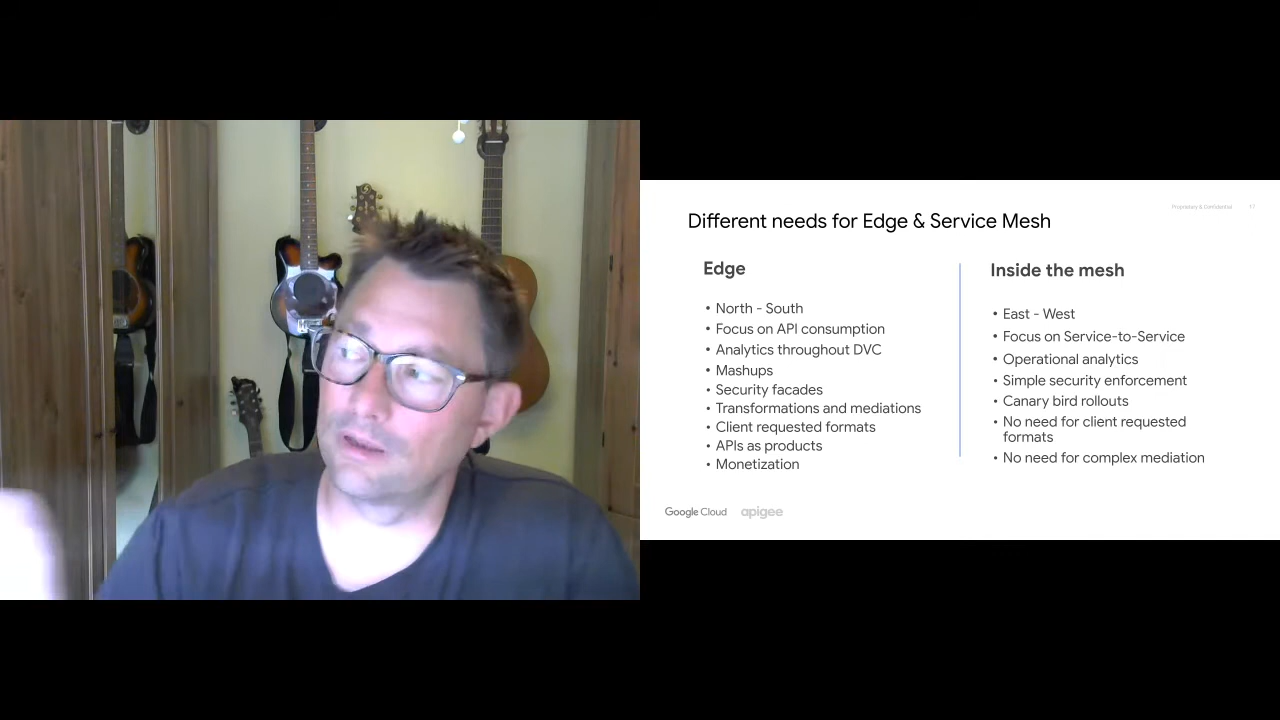 Proprietary & Confidential
Different needs for Edge & Service Mesh
Edge
• North - South
• Focus on API consumption
• Analytics throughout DVC
• Mashups
• Security facades
• Transformations and mediations
• Client requested formats
• APIs as products
• Monetization
Inside the mesh
• East - West
• Focus on Service-to-Service
• Operational analytics
• Simple security enforcement
• Canary bird rollouts
• No need for client requested
formats
• No need for complex mediation
Google Cloud apigee